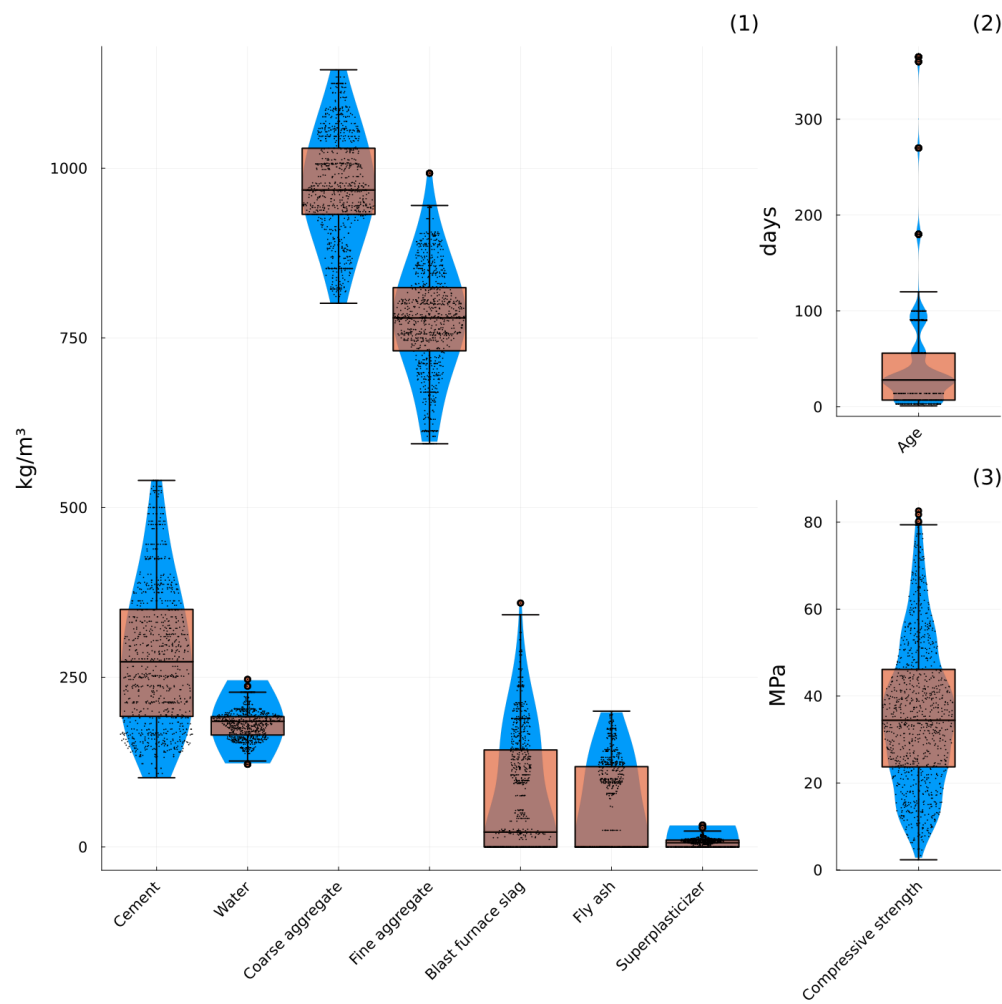 (1)
kg/m³
1000
750
500
250
0
Cement
Water
Coarse aggregate
Fine aggregate
Blast furnace slag
Fly ash
Superplasticizer
(2)
days
300
200
100
0
Age
(3)
MPa
80
60
40
20
0
Compressive strength